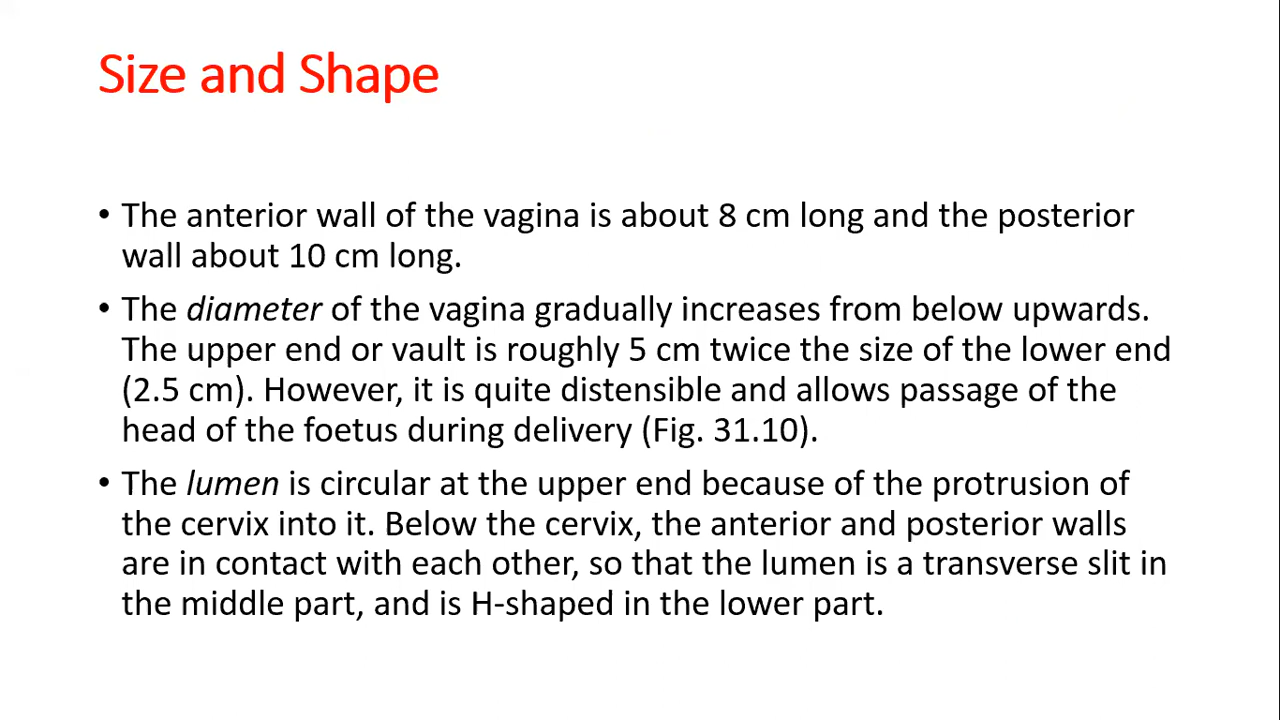 Size and Shape
• The anterior wall of the vagina is about 8 cm long and the posterior
wall about 10 cm long.
• The diameter of the vagina gradually increases from below upwards.
The upper end or vault is roughly 5 cm twice the size of the lower end
(2.5 cm). However, it is quite distensible and allows passage of the
head of the foetus during delivery (Fig. 31.10).
• The lumen is circular at the upper end because of the protrusion of
the cervix into it. Below the cervix, the anterior and posterior walls
are in contact with each other, so that the lumen is a transverse slit in
the middle part, and is H-shaped in the lower part.